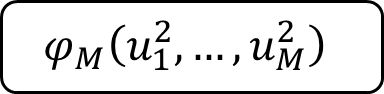 φ_M(u_1^2, … , u_M^2)